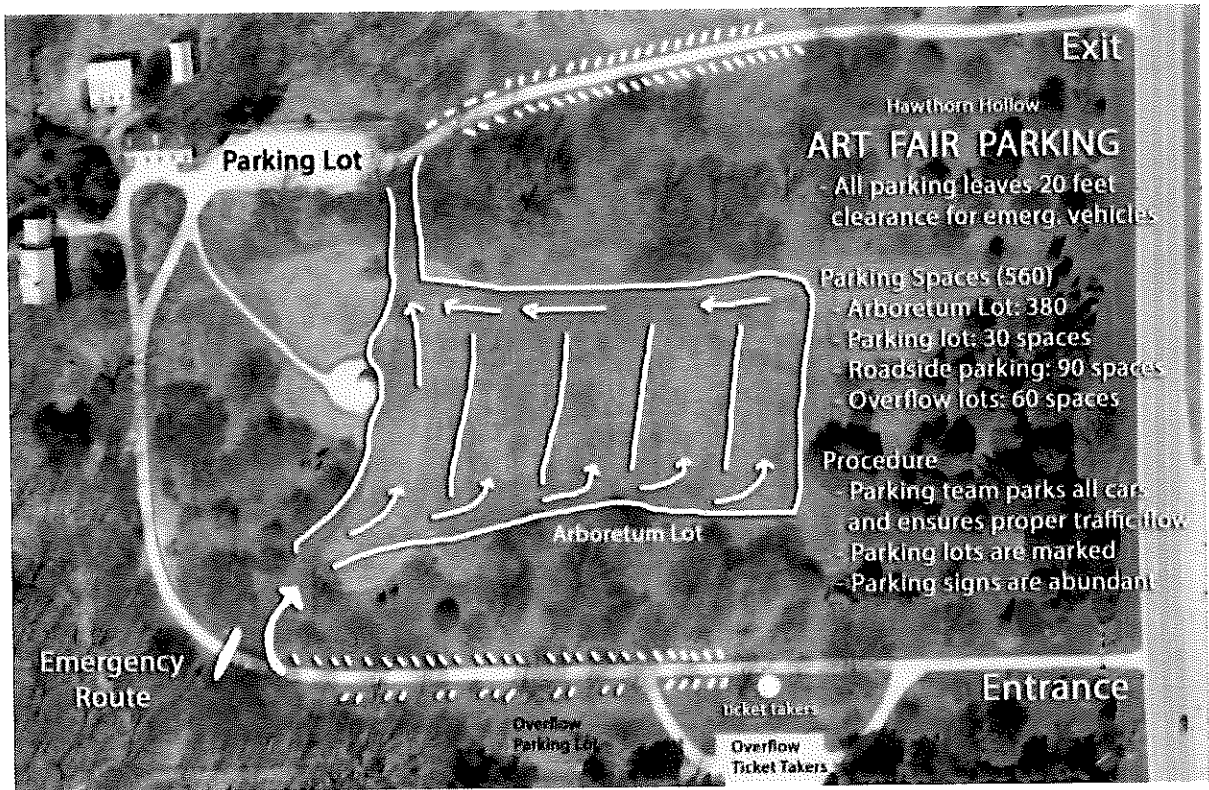 Exit
Hawthorn Hollow
ART FAIR PARKING
- All parking leaves 20 feet
clearance for emerg. vehicles
Parking Lot
Parking Spaces (560)
- Arboretum Lot: 380
- Parking lot: 30 spaces
- Roadside parking: 90 spaces
- Overflow lots: 60 spaces
Procedure
- Parking team parks all cars
and ensures proper traffic flow
- Parking lots are marked
- Parking signs are abundant
Arboretum Lot
Emergency
Route
Entrance
Ticket takers
Overflow
Parking Lot
Overflow
Ticket Takers